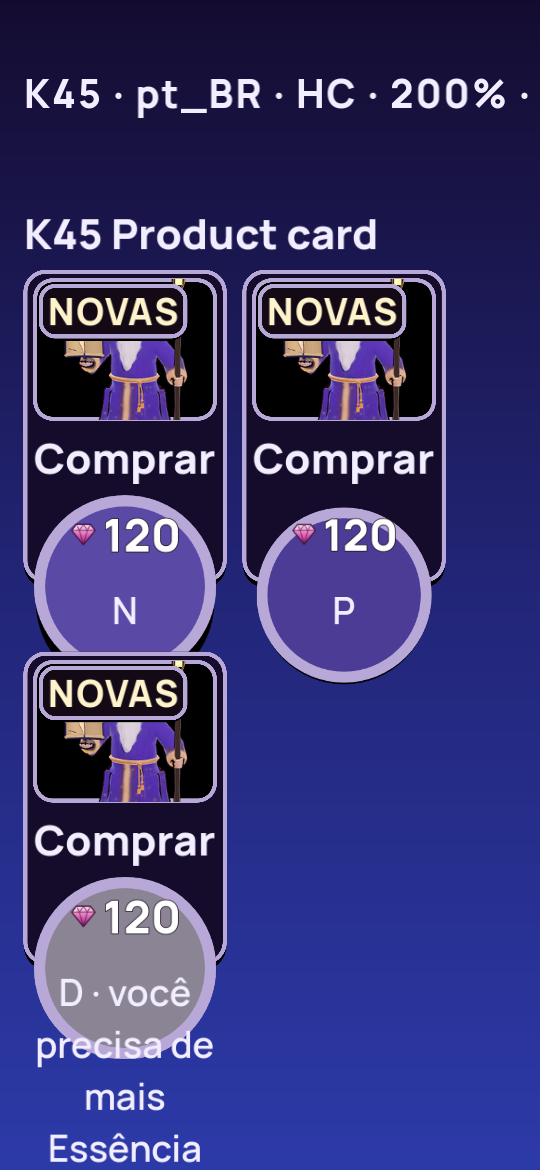 K45 · pt_BR · HC · 200% ·
K45 Product card
NOVAS
NOVAS
Comprar
Comprar
120
120
N
P
NOVAS
Comprar
120
D · você
precisa de
mais
Essência